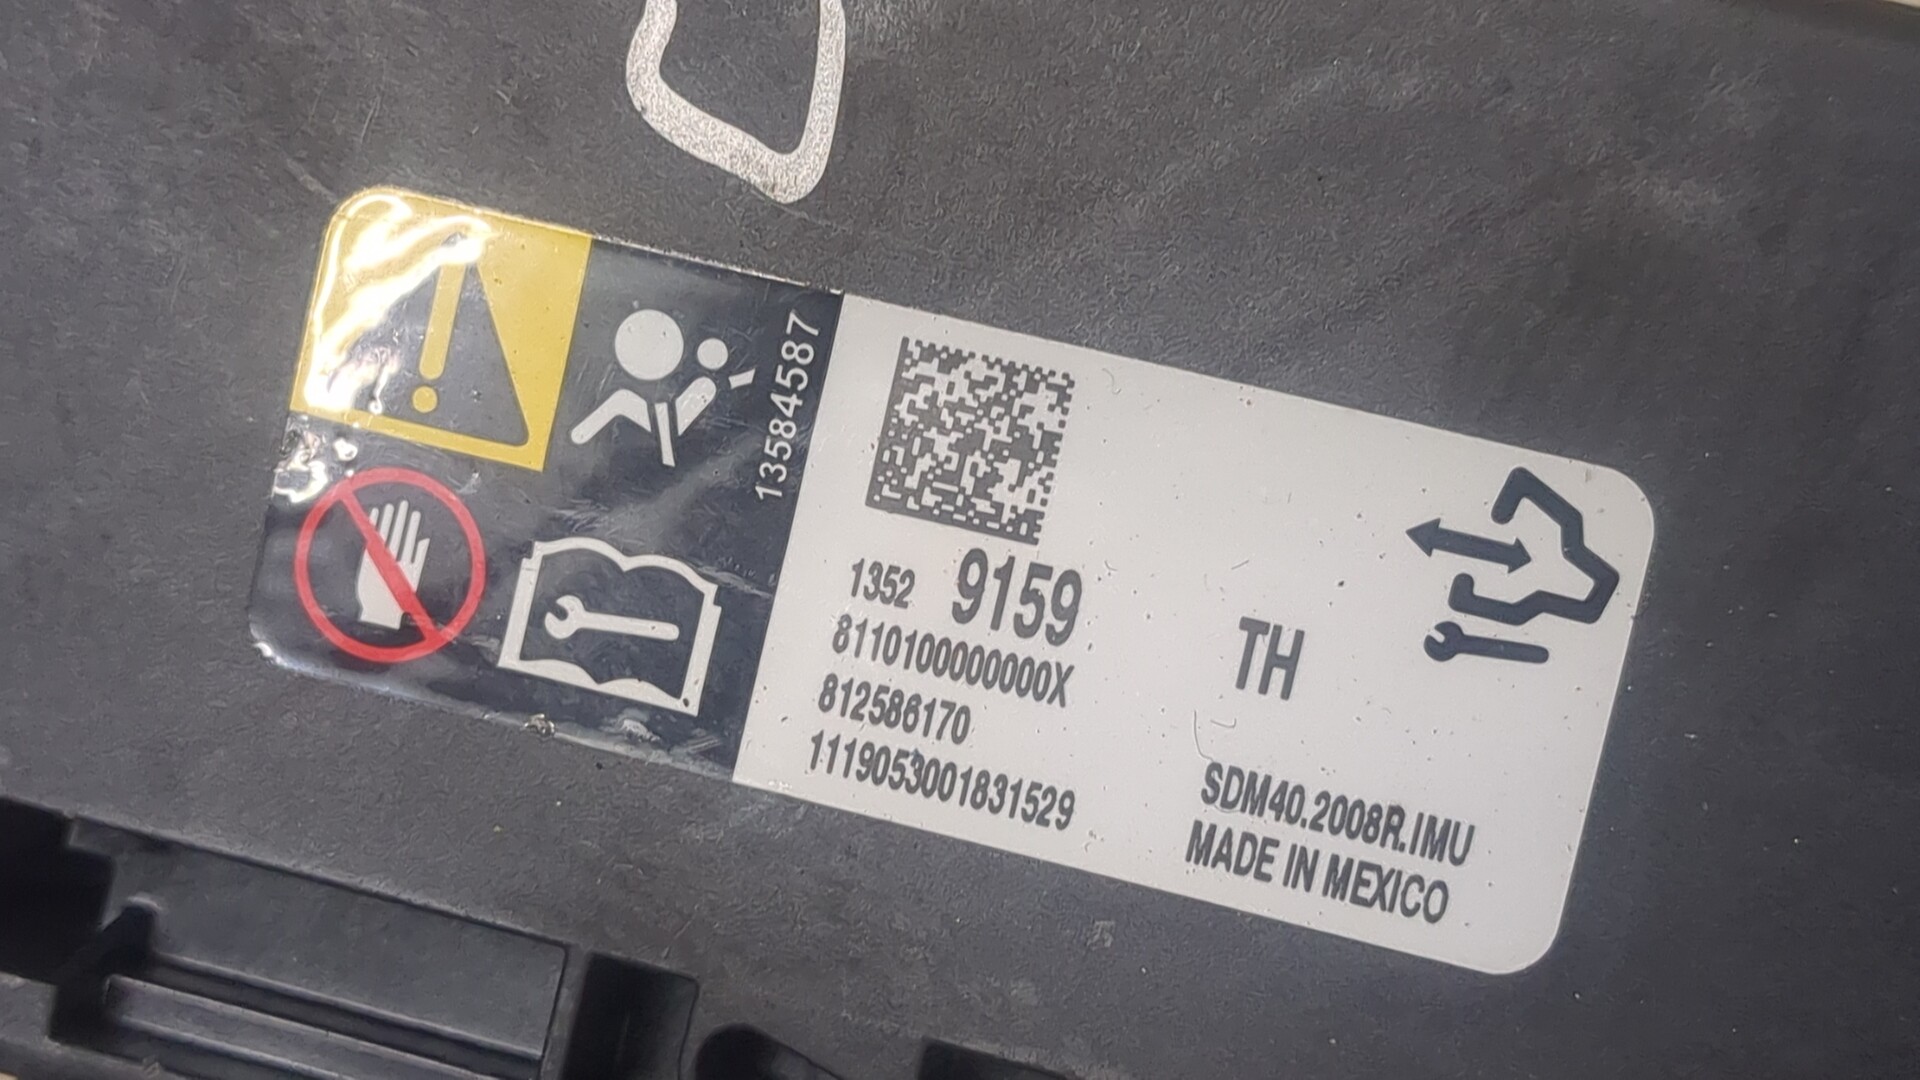 13584587
1352 9159
8110100000000X
812586170
1119053001831529
TH
SDM40.2008R.IMU
MADE IN MEXICO